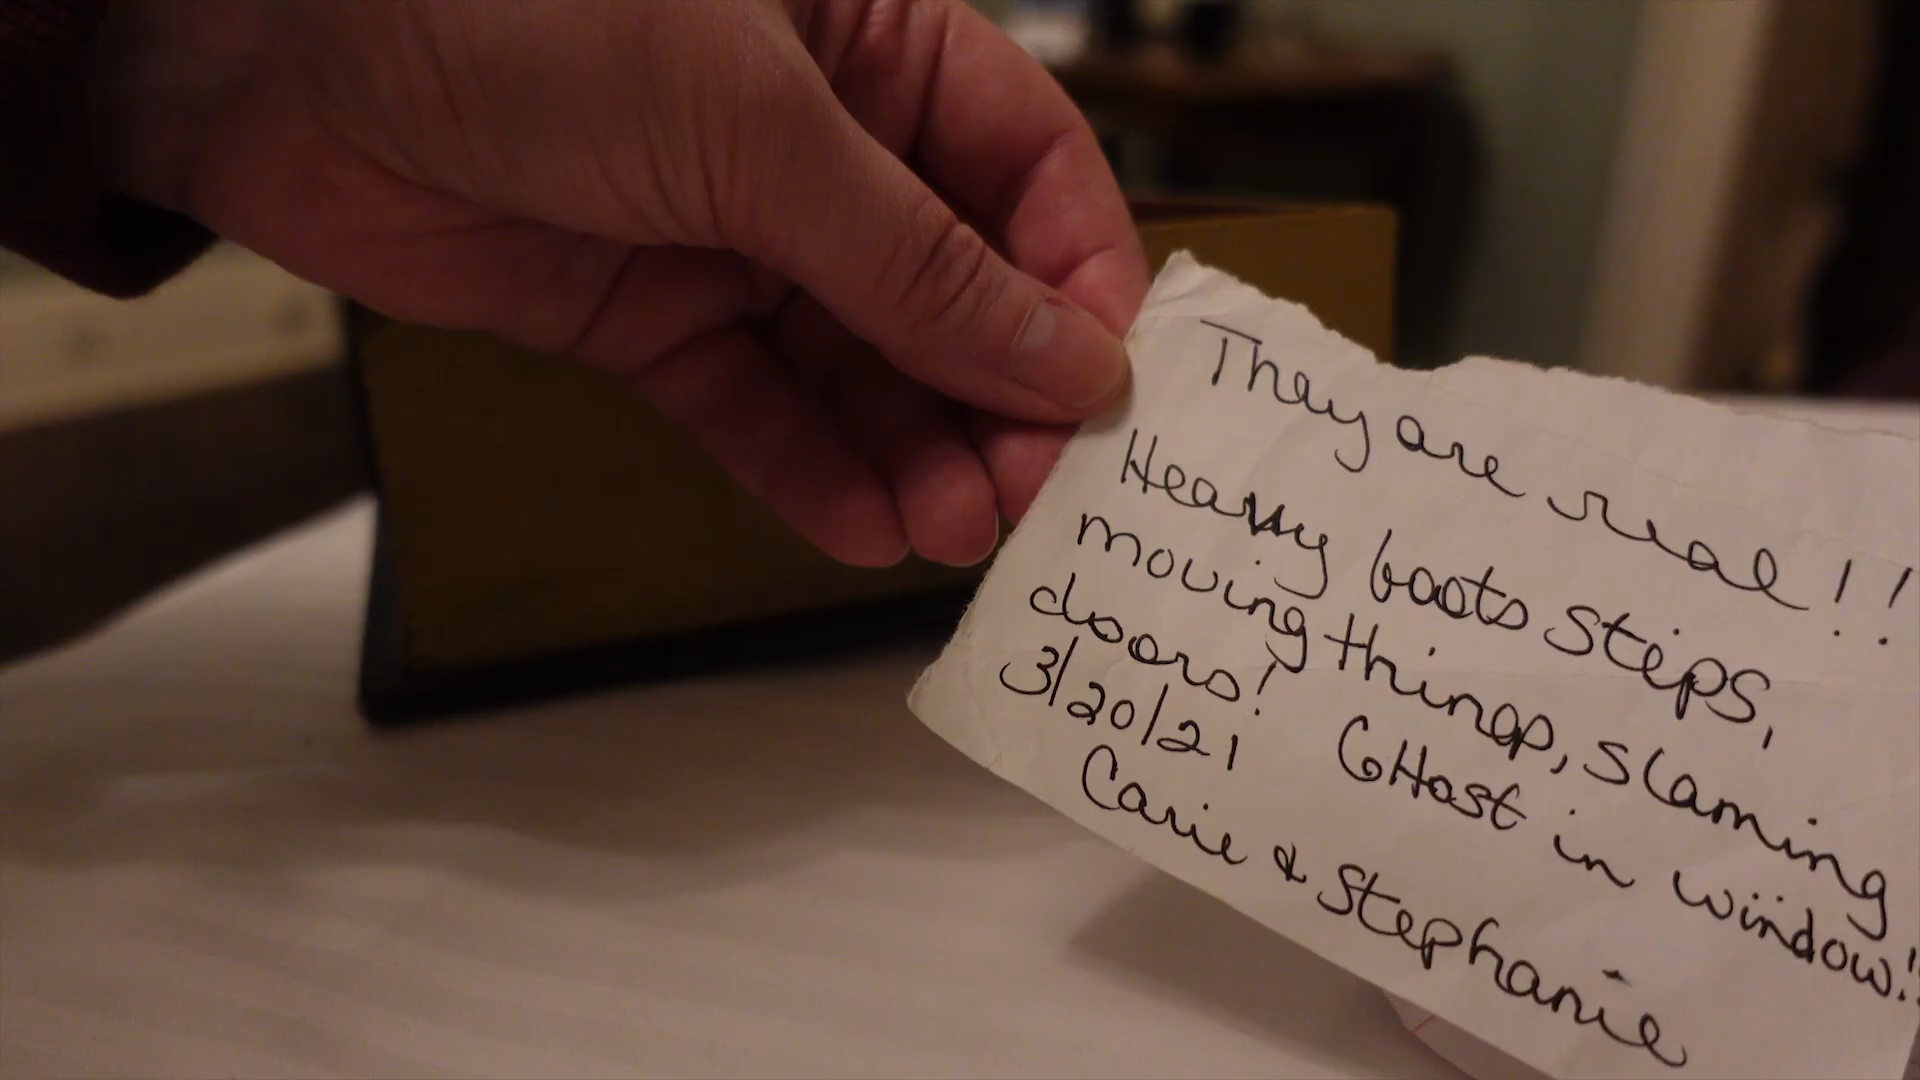 They are real!!
Heavy boots steps,
moving things, slaming
doors! GHost in window!!
3/20/21
Carie & Stephanie